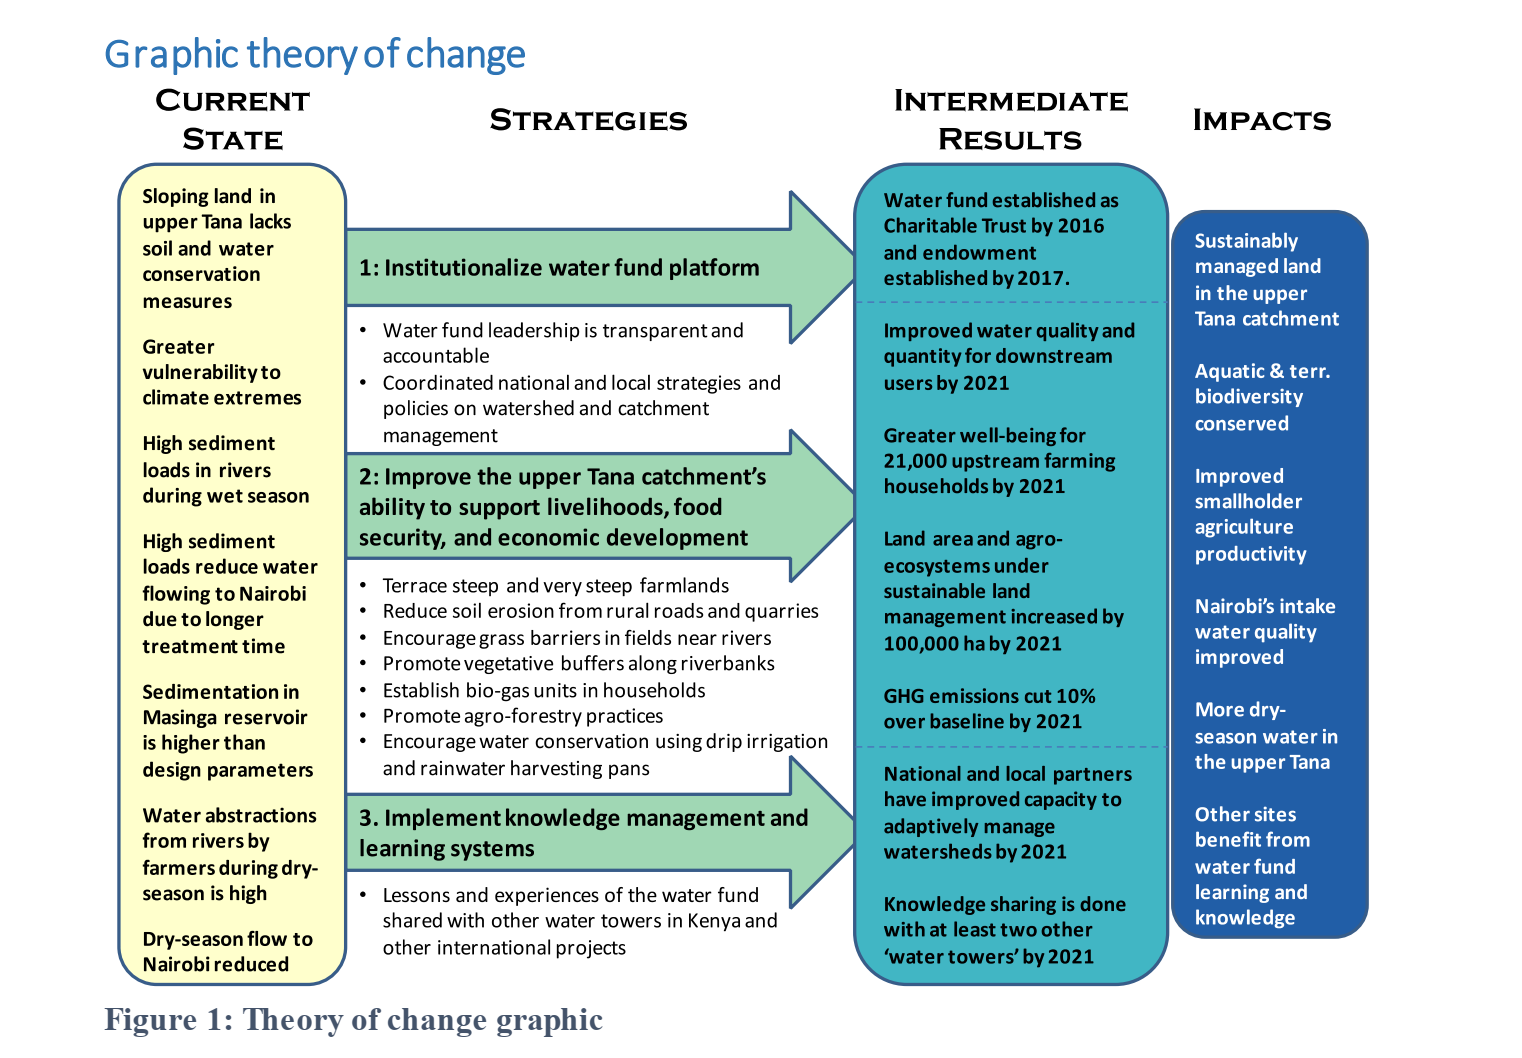 Graphic theory of change
CURRENT
STATE
STRATEGIES
INTERMEDIATE
RESULTS
IMPACTS
Sloping land in
upper Tana lacks
soil and water
conservation
measures
Greater
vulnerability to
climate extremes
High sediment
loads in rivers
during wet season
High sediment
loads reduce water
flowing to Nairobi
due to longer
treatment time
Sedimentation in
Masinga reservoir
is higher than
design parameters
Water abstractions
from rivers by
farmers during dry-
season is high
Dry-season flow to
Nairobi reduced
1: Institutionalize water fund platform
• Water fund leadership is transparent and
accountable
• Coordinated national and local strategies and
policies on watershed and catchment
management
2: Improve the upper Tana catchment's
ability to support livelihoods, food
security, and economic development
• Terrace steep and very steep farmlands
• Reduce soil erosion from rural roads and quarries
• Encourage grass barriers in fields near rivers
• Promote vegetative buffers along riverbanks
• Establish bio-gas units in households
• Promote agro-forestry practices
• Encourage water conservation using drip irrigation
and rainwater harvesting pans
3. Implement knowledge management and
learning systems
• Lessons and experiences of the water fund
shared with other water towers in Kenya and
other international projects
Water fund established as
Charitable Trust by 2016
and endowment
established by 2017.
Improved water quality and
quantity for downstream
users by 2021
Greater well-being for
21,000 upstream farming
households by 2021
Land area and agro-
ecosystems under
sustainable land
management increased by
100,000 ha by 2021
GHG emissions cut 10%
over baseline by 2021
National and local partners
have improved capacity to
adaptively manage
watersheds by 2021
Knowledge sharing is done
with at least two other
'water towers' by 2021
Sustainably
managed land
in the upper
Tana catchment
Aquatic & terr.
biodiversity
conserved
Improved
smallholder
agriculture
productivity
Nairobi's intake
water quality
improved
More dry-
season water in
the upper Tana
Other sites
benefit from
water fund
learning and
knowledge
Figure 1: Theory of change graphic